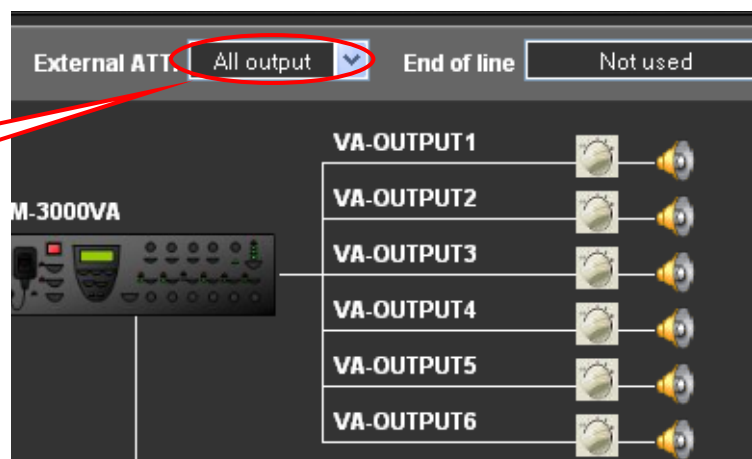 External ATT. All output End of line Not used
VA-OUTPUT1
VA-OUTPUT2
M-3000VA
VA-OUTPUT3
VA-OUTPUT4
VA-OUTPUT5
VA-OUTPUT6